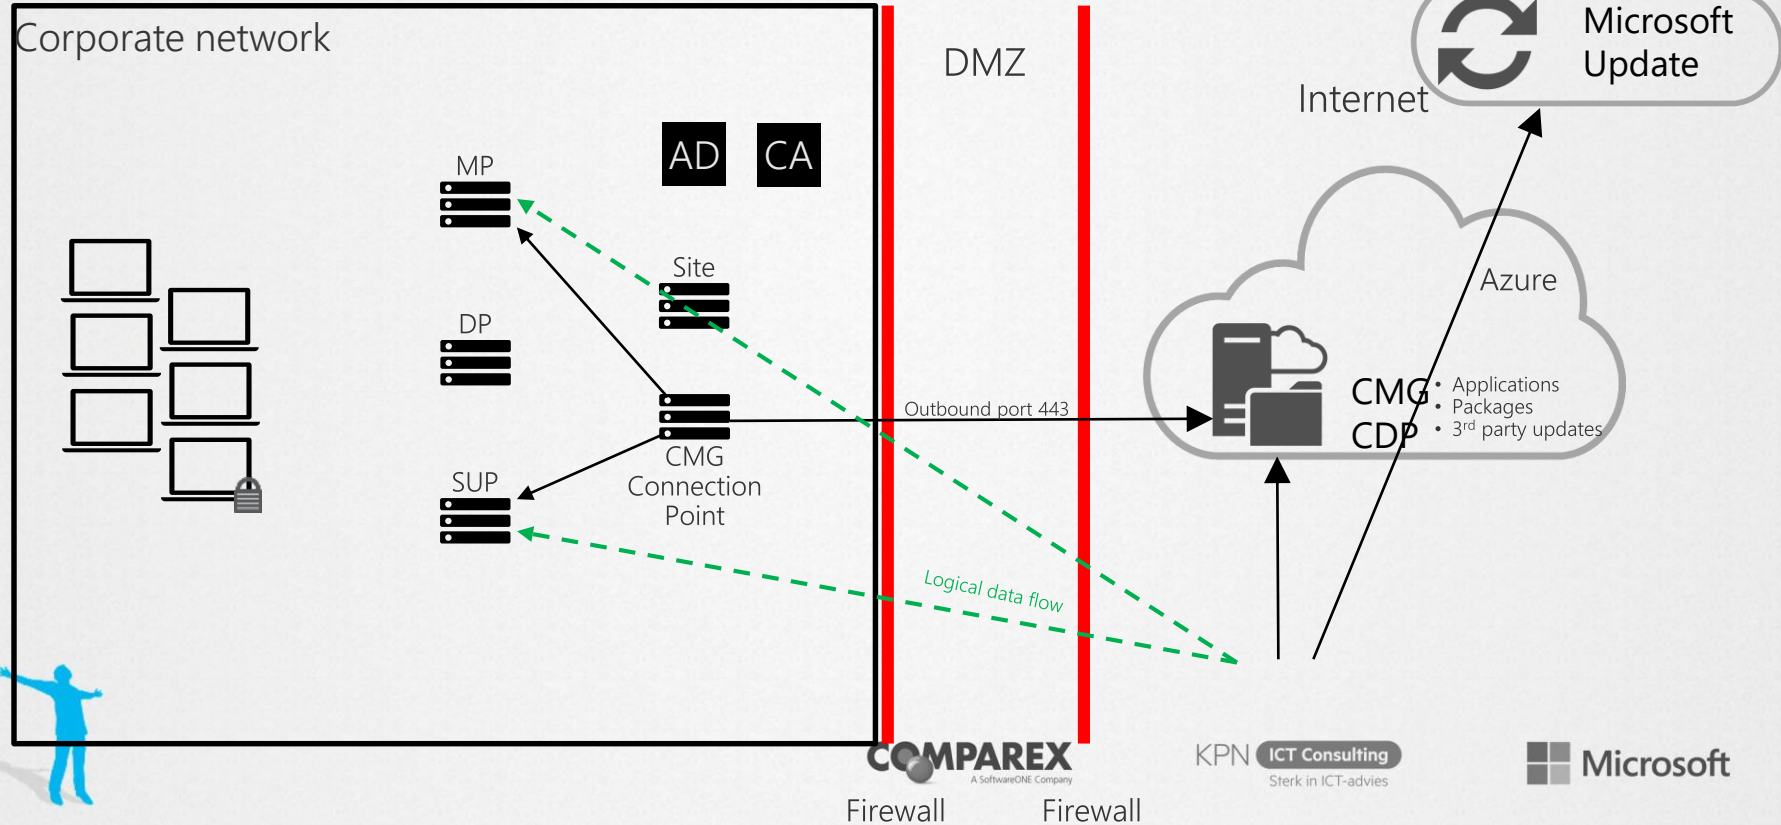 Corporate network
DMZ
Microsoft
Update
Internet
AD
CA
MP
Site
Azure
DP
CMG
CDP
• Applications
• Packages
• 3rd party updates
Outbound port 443
CMG
Connection
Point
SUP
Logical data flow
COMPAREX
A SoftwareONE Company
KPN ICT Consulting
Sterk in ICT-advies
Microsoft
Firewall
Firewall